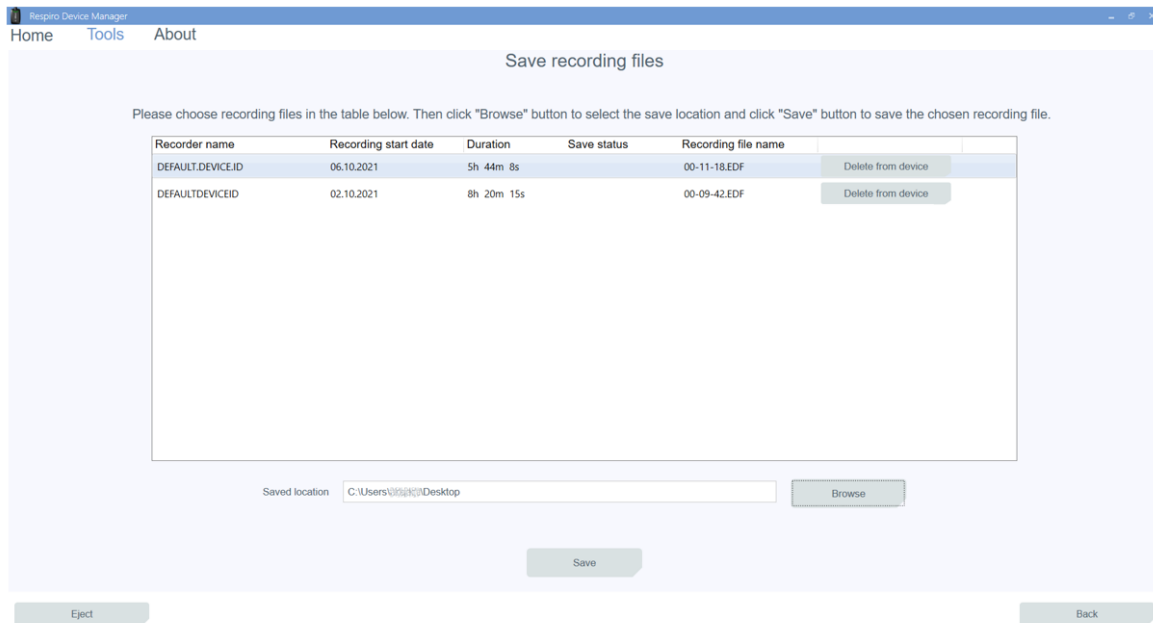 Respiro Device Manager
Home Tools About
Save recording files
Please choose recording files in the table below. Then click "Browse" button to select the save location and click "Save" button to save the chosen recording file.
Recorder name Recording start date Duration Save status Recording file name
DEFAULT.DEVICE.ID 06.10.2021 5h 44m 8s 00-11-18.EDF Delete from device
DEFAULTDEVICEID 02.10.2021 8h 20m 15s 00-09-42.EDF Delete from device
Saved location C:\Users\ \Desktop Browse
Save
Eject Back